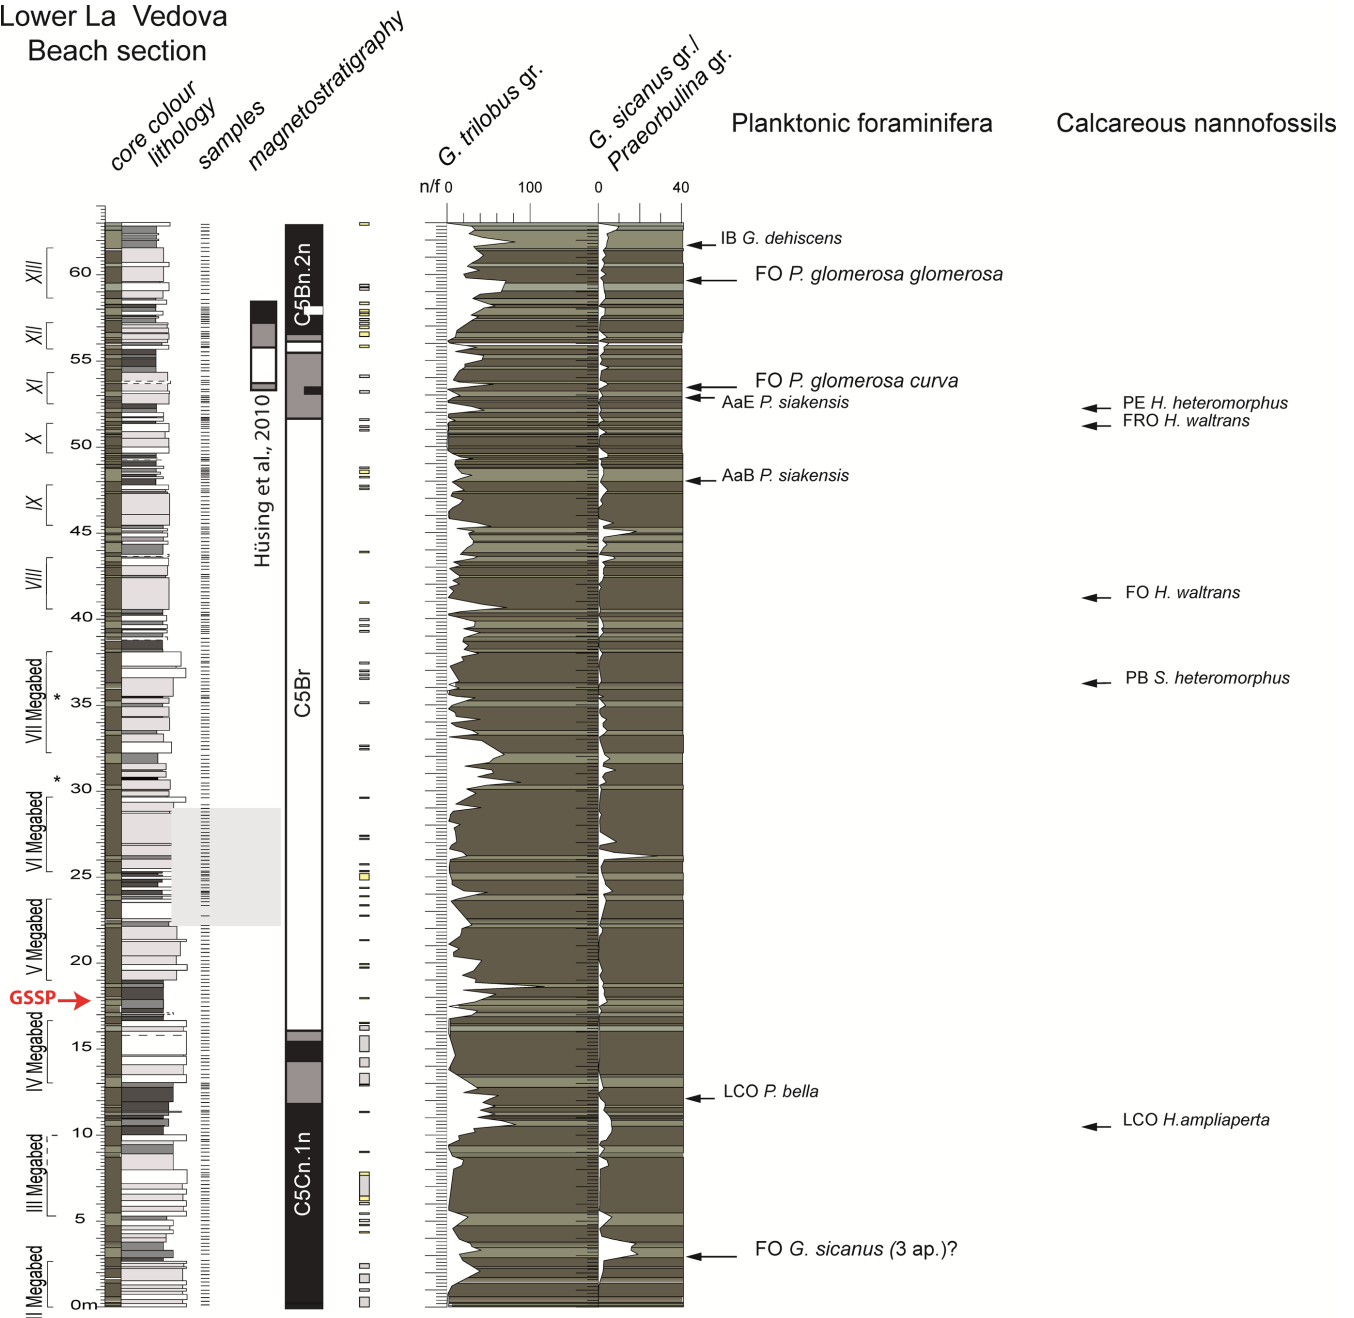 Lower La Vedova
Beach section
core colour
lithology
samples
magnetostratigraphy
G. trilobus gr.
G. sicanus gr./
Praeorbulina gr.
Planktonic foraminifera
Calcareous nannofossils
n/f 0 100 0 40
IB G. dehiscens
FO P. glomerosa glomerosa
FO P. glomerosa curva
AaE P. siakensis
PE H. heteromorphus
FRO H. waltrans
AaB P. siakensis
FO H. waltrans
PB S. heteromorphus
LCO P. bella
LCO H.ampliaperta
FO G. sicanus (3 ap.)?
C5Bn.2n
Hüsing et al., 2010
C5Br
C5Cn.1n
XIII
XII
XI
X
IX
VIII
VII Megabed
*
*
VI Megabed
V Megabed
GSSP
IV Megabed
III Megabed
II Megabed
60
55
50
45
40
35
30
25
20
15
10
5
0m